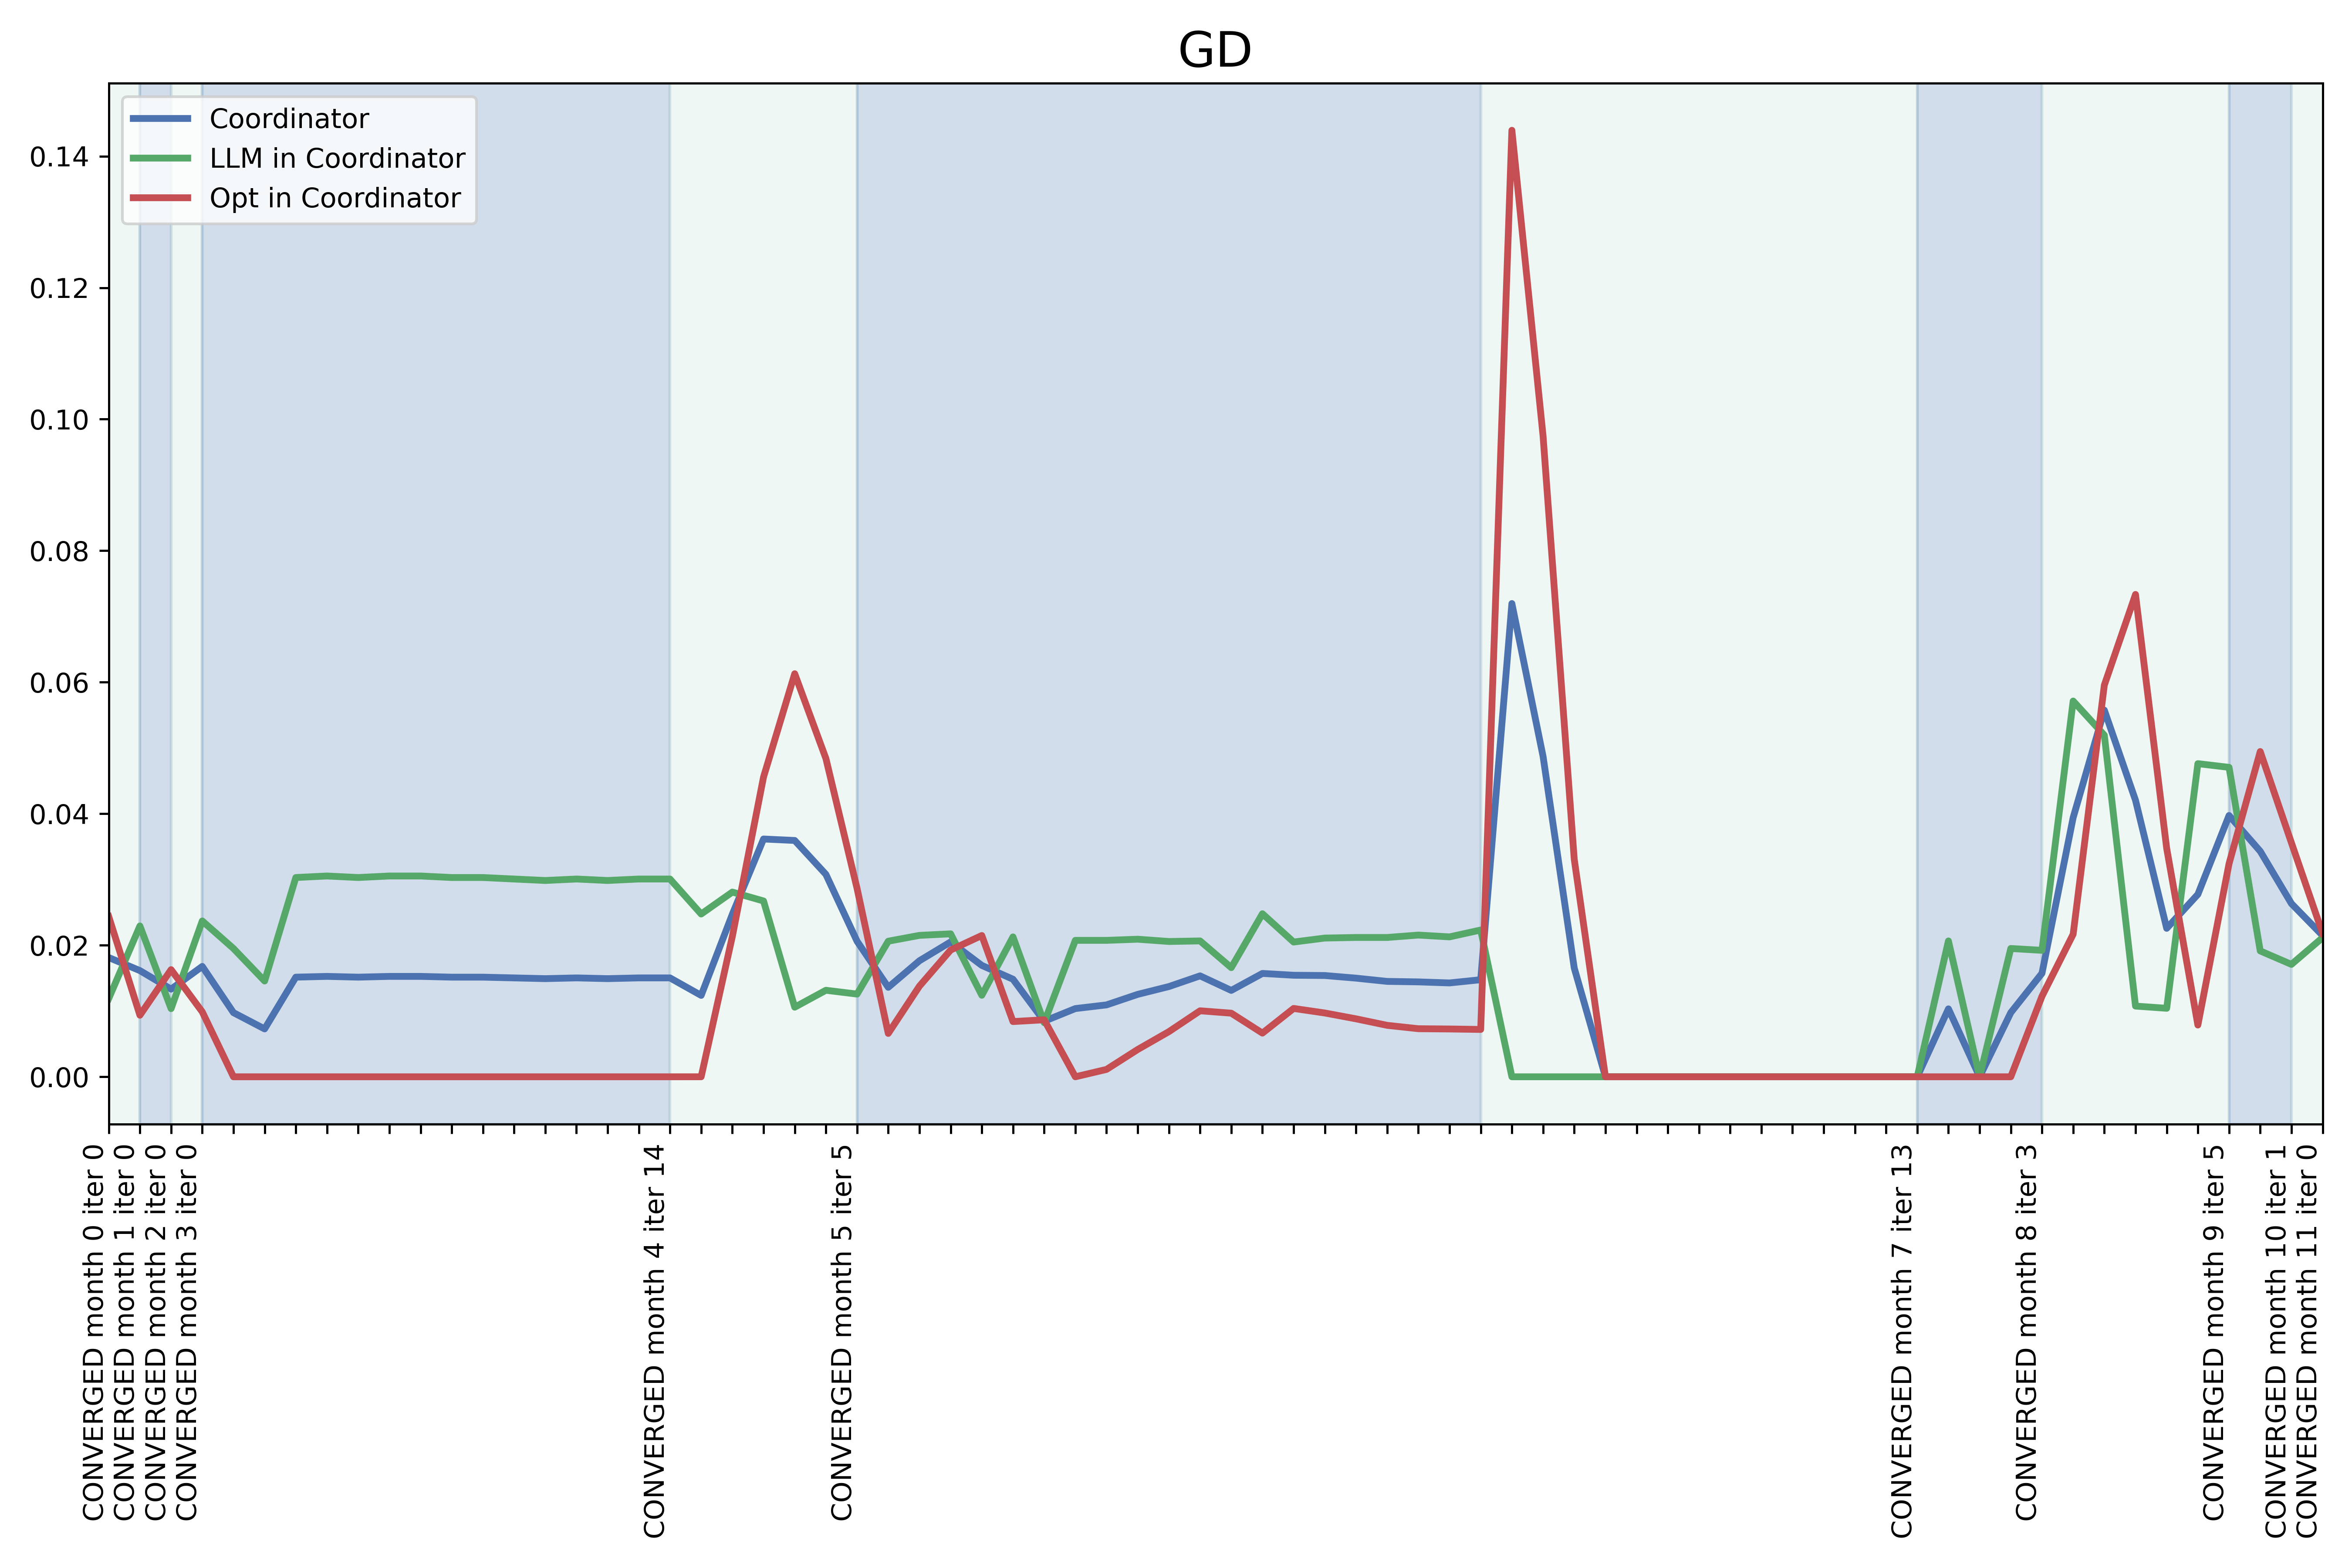 GD
Coordinator
LLM in Coordinator
Opt in Coordinator
0.14
0.12
0.10
0.08
0.06
0.04
0.02
0.00
CONVERGED month 0 iter 0
CONVERGED month 1 iter 0
CONVERGED month 2 iter 0
CONVERGED month 3 iter 0
CONVERGED month 4 iter 14
CONVERGED month 5 iter 5
CONVERGED month 7 iter 13
CONVERGED month 8 iter 3
CONVERGED month 9 iter 5
CONVERGED month 10 iter 1
CONVERGED month 11 iter 0